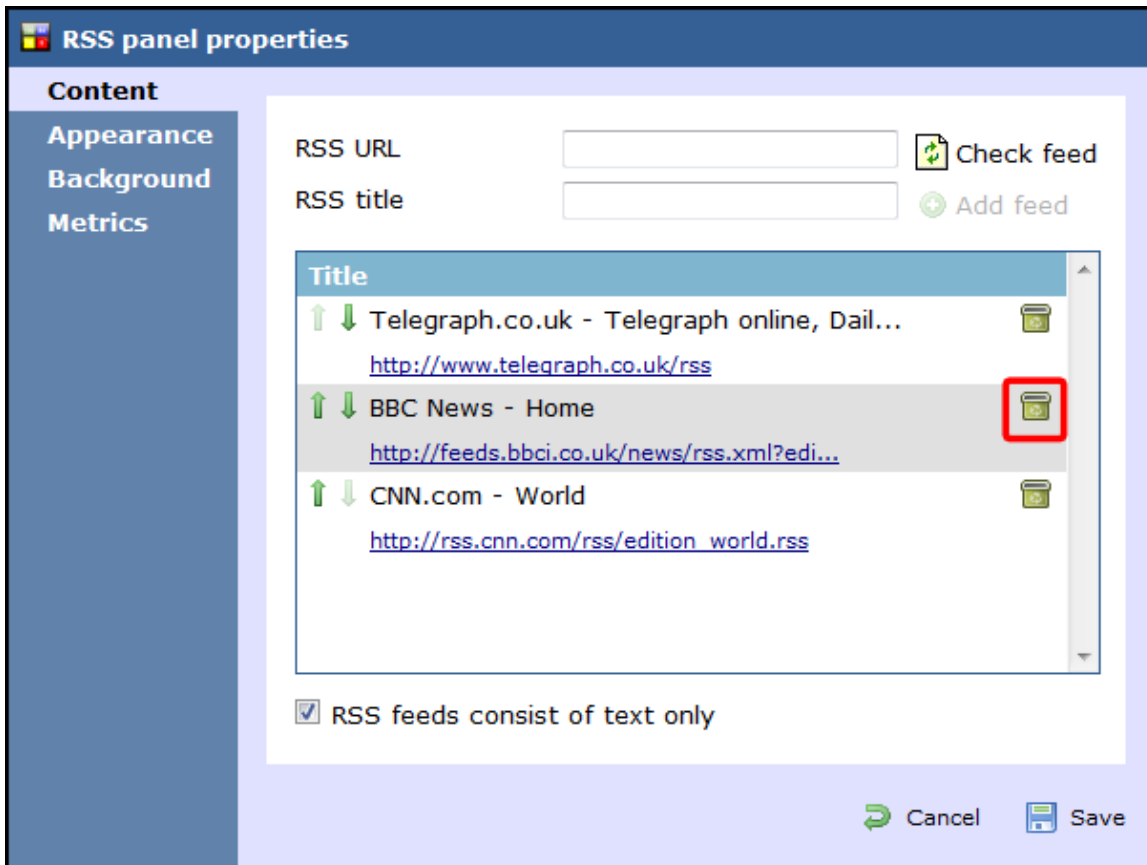 RSS panel properties
Content
Appearance
Background
Metrics
RSS URL
Check feed
RSS title
Add feed
Title
Telegraph.co.uk - Telegraph online, Dail...
http://www.telegraph.co.uk/rss
BBC News - Home
http://feeds.bbci.co.uk/news/rss.xml?edi...
CNN.com - World
http://rss.cnn.com/rss/edition_world.rss
RSS feeds consist of text only
Cancel
Save